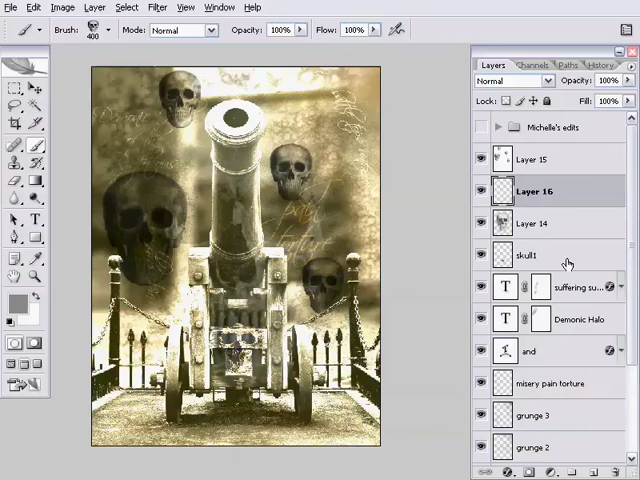 File Edit Image Layer Select Filter View Window Help
Brush: 400 Mode: Normal Opacity: 100% Flow: 100%
Layers Channels Paths History
Normal Opacity: 100%
Lock: Fill: 100%
Michelle's edits
Layer 15
Layer 16
Layer 14
skull1
T suffering su...
T Demonic Halo
and
misery pain torture
grunge 3
grunge 2
pain
torture